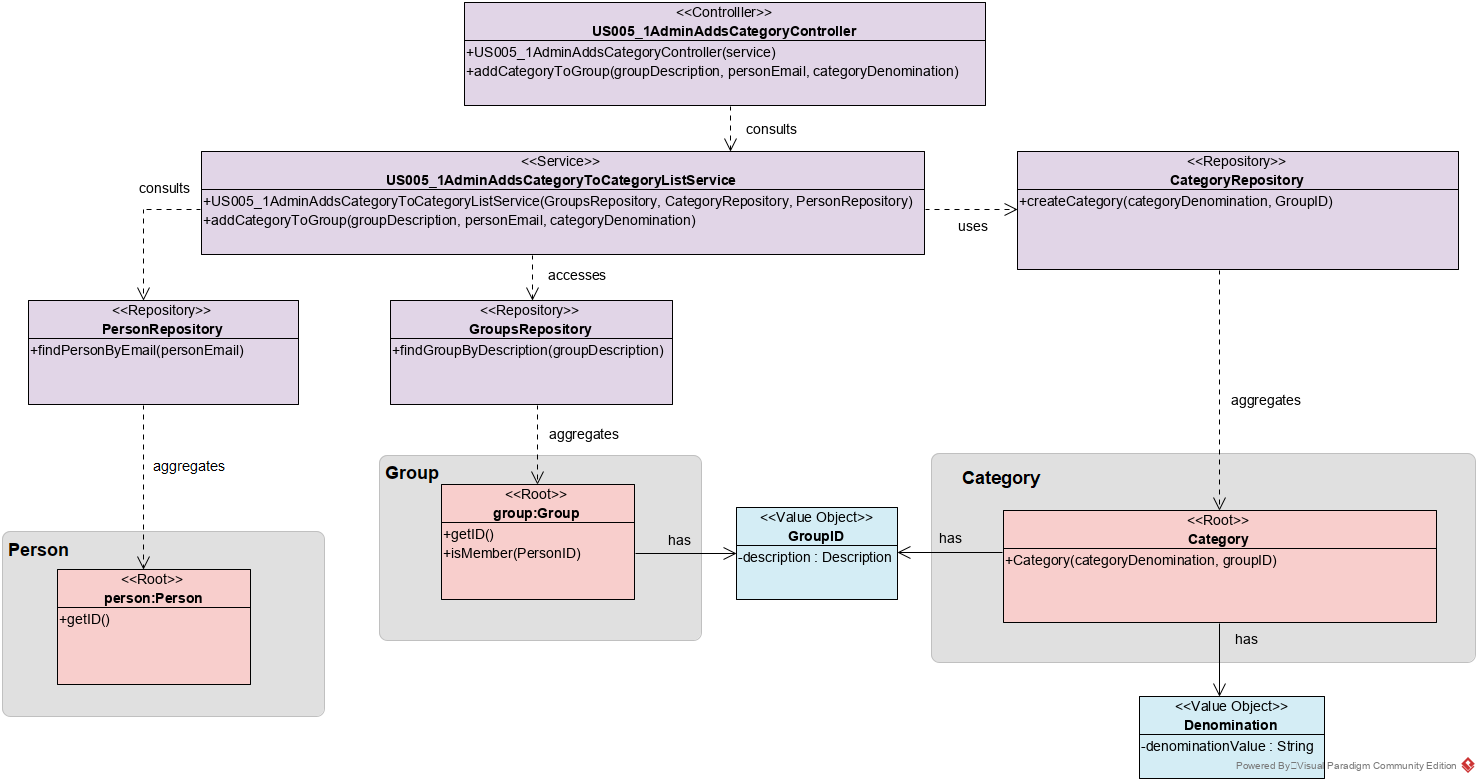 <<Controlller>>
US005_1AdminAddsCategoryController
+US005_1AdminAddsCategoryController(service)
+addCategoryToGroup(groupDescription, personEmail, categoryDenomination)
consults
<<Service>>
US005_1AdminAddsCategoryToCategoryListService
+US005_1AdminAddsCategoryToCategoryListService(GroupsRepository, CategoryRepository, PersonRepository)
+addCategoryToGroup(groupDescription, personEmail, categoryDenomination)
<<Repository>>
CategoryRepository
+createCategory(categoryDenomination, GroupID)
consults
uses
accesses
<<Repository>>
PersonRepository
+findPersonByEmail(personEmail)
<<Repository>>
GroupsRepository
+findGroupByDescription(groupDescription)
aggregates
aggregates
aggregates
Group
<<Root>>
group:Group
+getID()
+isMember(PersonID)
has
<<Value Object>>
GroupID
-description : Description
has
Category
<<Root>>
Category
+Category(categoryDenomination, groupID)
Person
<<Root>>
person:Person
+getID()
has
<<Value Object>>
Denomination
-denominationValue : String
Powered By Visual Paradigm Community Edition